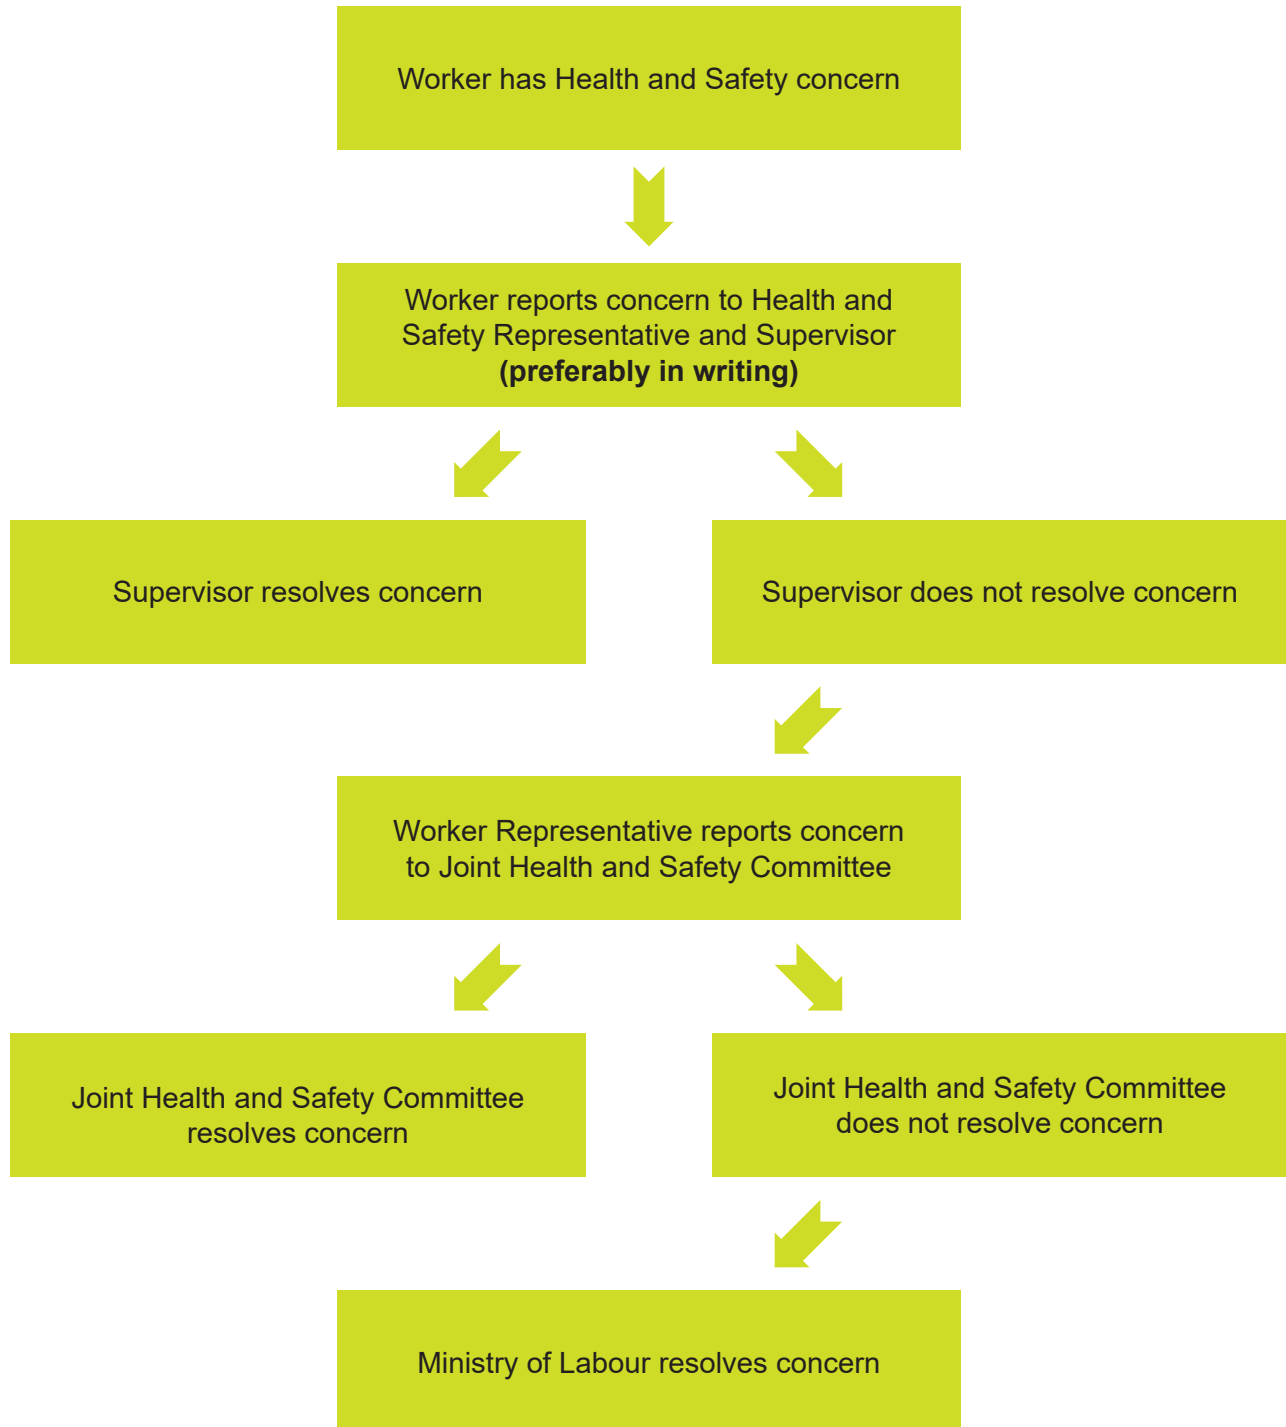 Worker has Health and Safety concern
Worker reports concern to Health and
Safety Representative and Supervisor
(preferably in writing)
Supervisor resolves concern
Supervisor does not resolve concern
Worker Representative reports concern
to Joint Health and Safety Committee
Joint Health and Safety Committee
resolves concern
Joint Health and Safety Committee
does not resolve concern
Ministry of Labour resolves concern